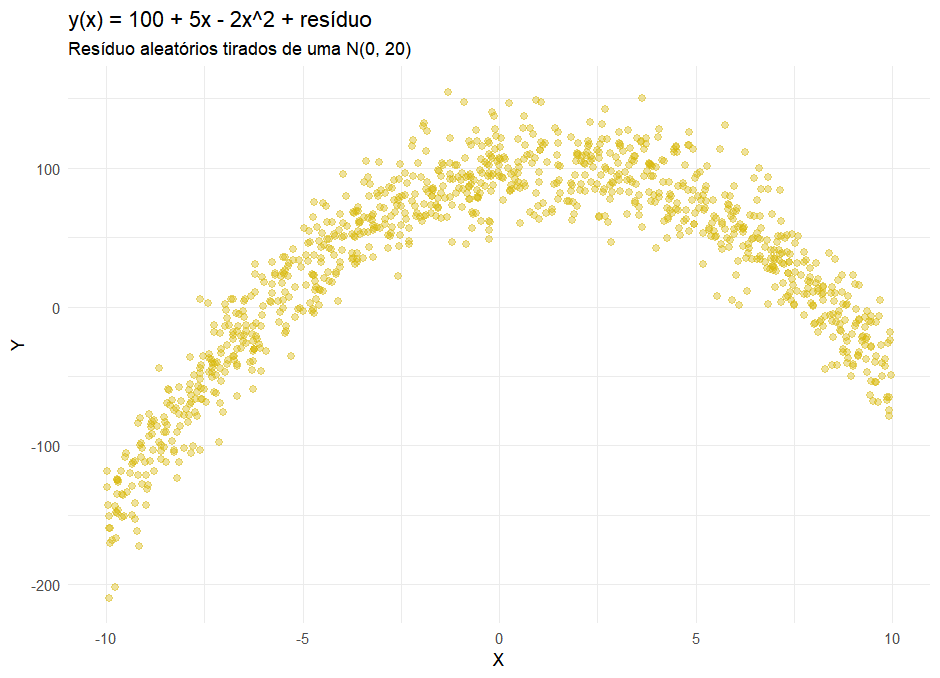 y(x) = 100 + 5x - 2x^2 + resíduo
Resíduo aleatórios tirados de uma N(0, 20)
100
0
-100
-200
Y
-10 -5 0 5 10
X